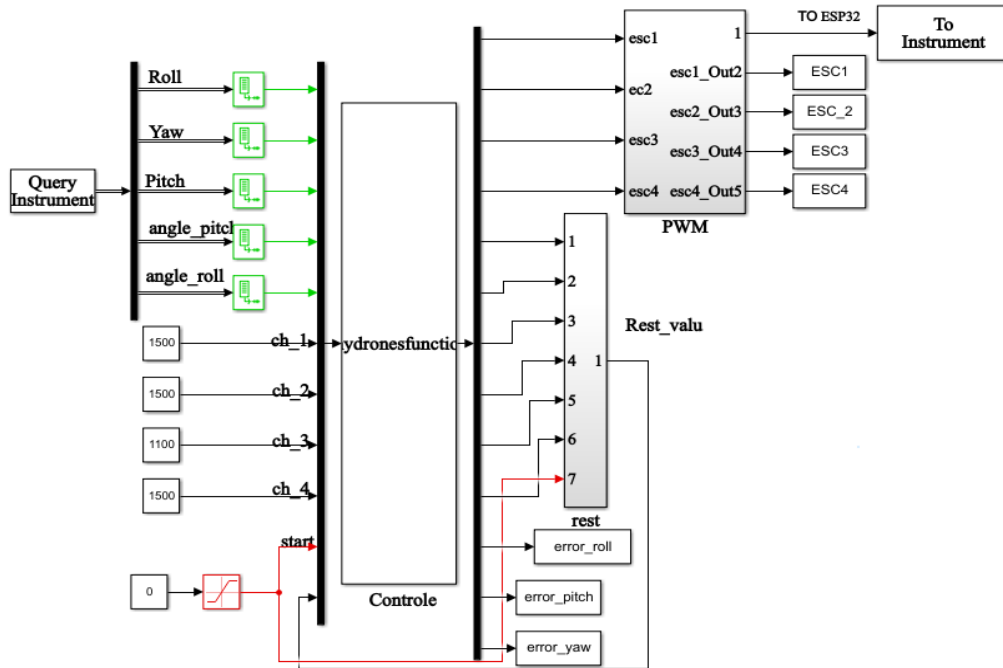 TO ESP32
To
Instrument
esc1
1
esc1_Out2
ESC1
ec2
esc2_Out3
ESC_2
esc3
esc3_Out4
ESC3
esc4
esc4_Out5
ESC4
PWM
Roll
Yaw
Query
Instrument
Pitch
angle_pitch
angle_roll
1500
ch_1
1500
ch_2
1100
ch_3
1500
ch_4
start
0
ydronesfunctio
Controle
1
2
3
4
5
6
7
1
Rest_valu
rest
error_roll
error_pitch
error_yaw